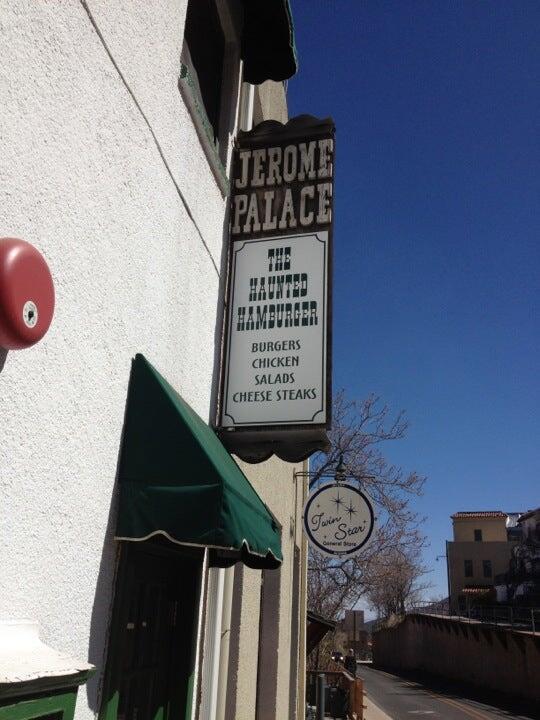 JEROME
PALACE
THE
HAUNTED
HAMBURGER
BURGERS
CHICKEN
SALADS
CHEESE STEAKS
Twin
Star
General Store